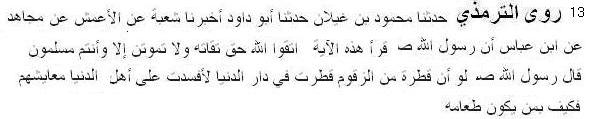 13 روى الترمذي حدثنا محمود بن غيلان حدثنا أبو داود أخبرنا شعبة عن الأعمش عن مجاهد
عن ابن عباس أن رسول الله صـ قرأ هذه الآية اتقوا الله حق تقاته ولا تموتن إلا وأنتم مسلمون
قال رسول الله صـ لو أن قطرة من الزقوم قطرت في دار الدنيا لأفسدت على أهل الدنيا معايشهم
فكيف بمن يكون طعامه